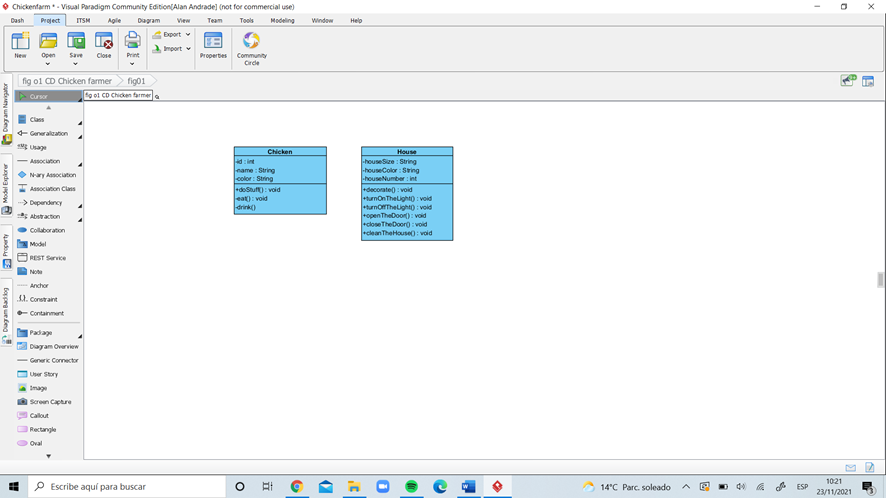 Chickenfarm * - Visual Paradigm Community Edition[Alan Andrade] (not for commercial use)
Dash Project ITSM Agile Diagram View Team Tools Modeling Window Help
New Open Save Close Print Export Import Properties Community Circle
fig o1 CD Chicken farmer fig01
fig o1 CD Chicken farmer
Diagram Navigator
Model Explorer
Property
Diagram Backlog
Cursor
Class
Generalization
Usage
Association
N-ary Association
Association Class
Dependency
Abstraction
Collaboration
Model
REST Service
Note
Anchor
Constraint
Containment
Package
Diagram Overview
Generic Connector
User Story
Image
Screen Capture
Callout
Rectangle
Oval
Chicken
-id : int
-name : String
-color : String
+doStuff() : void
-eat() : void
-drink()
House
-houseSize : String
-houseColor : String
-houseNumber : int
+decorate() : void
+turnOnTheLight() : void
+turnOffTheLight() : void
+openTheDoor() : void
+closeTheDoor() : void
+cleanTheHouse() : void
Escribe aquí para buscar
14°C Parc. soleado
ESP
10:21
23/11/2021
3